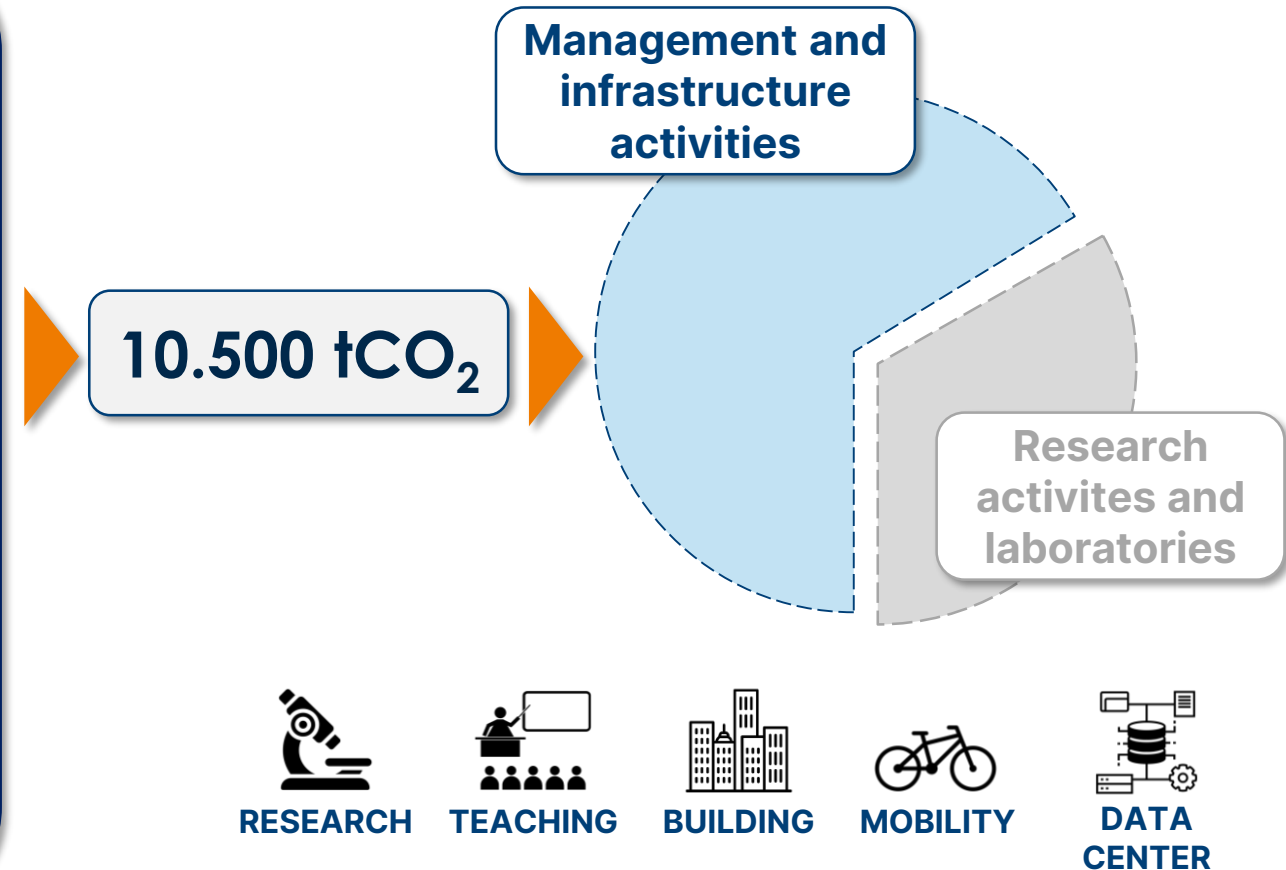 Management and
infrastructure
activities
10.500 tCO₂
Research
activites and
laboratories
RESEARCH
TEACHING
BUILDING
MOBILITY
DATA
CENTER